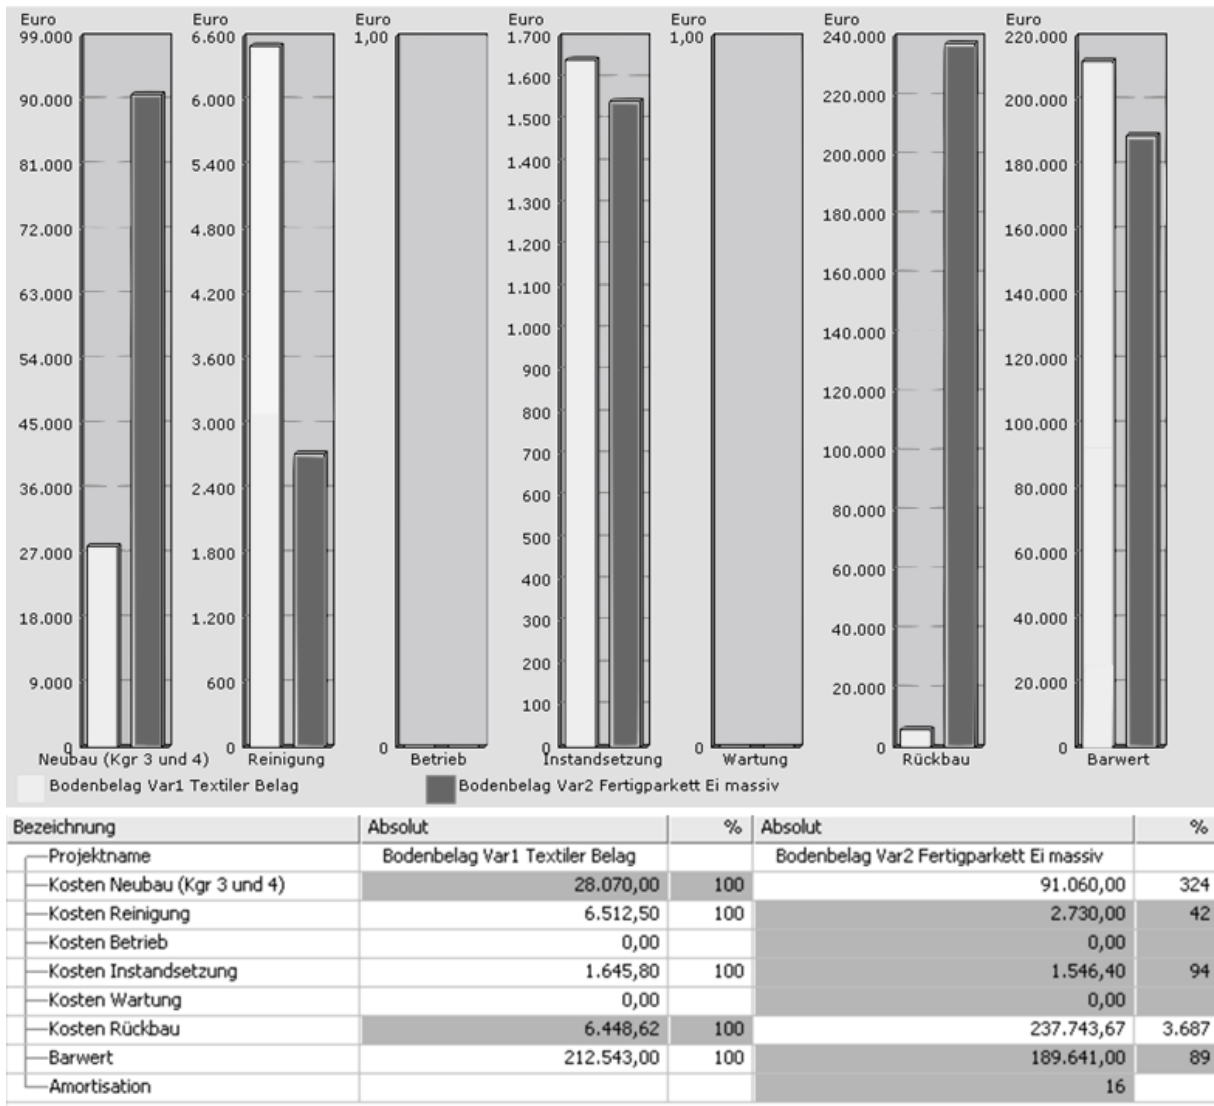 Euro Euro Euro Euro Euro Euro Euro
99.000 6.600 1,00 1.700 1,00 240.000 220.000
90.000 6.000 1.600 220.000 200.000
81.000 5.400 1.500 200.000 180.000
72.000 4.800 1.400 180.000 160.000
63.000 4.200 1.300 160.000 140.000
54.000 3.600 1.200 140.000 120.000
45.000 3.000 1.100 120.000 100.000
36.000 2.400 1.000 100.000 80.000
27.000 1.800 900 80.000 60.000
18.000 1.200 800 60.000 40.000
9.000 600 700 40.000 20.000
600 20.000
500
400
300
200
100
0 0 0 0 0 0 0
Neubau (Kgr 3 und 4) Reinigung Betrieb Instandsetzung Wartung Rückbau Barwert
Bodenbelag Var1 Textiler Belag Bodenbelag Var2 Fertigparkett Ei massiv
Bezeichnung Absolut % Absolut %
Projektname Bodenbelag Var1 Textiler Belag Bodenbelag Var2 Fertigparkett Ei massiv
Kosten Neubau (Kgr 3 und 4) 28.070,00 100 91.060,00 324
Kosten Reinigung 6.512,50 100 2.730,00 42
Kosten Betrieb 0,00 0,00
Kosten Instandsetzung 1.645,80 100 1.546,40 94
Kosten Wartung 0,00 0,00
Kosten Rückbau 6.448,62 100 237.743,67 3.687
Barwert 212.543,00 100 189.641,00 89
Amortisation 16